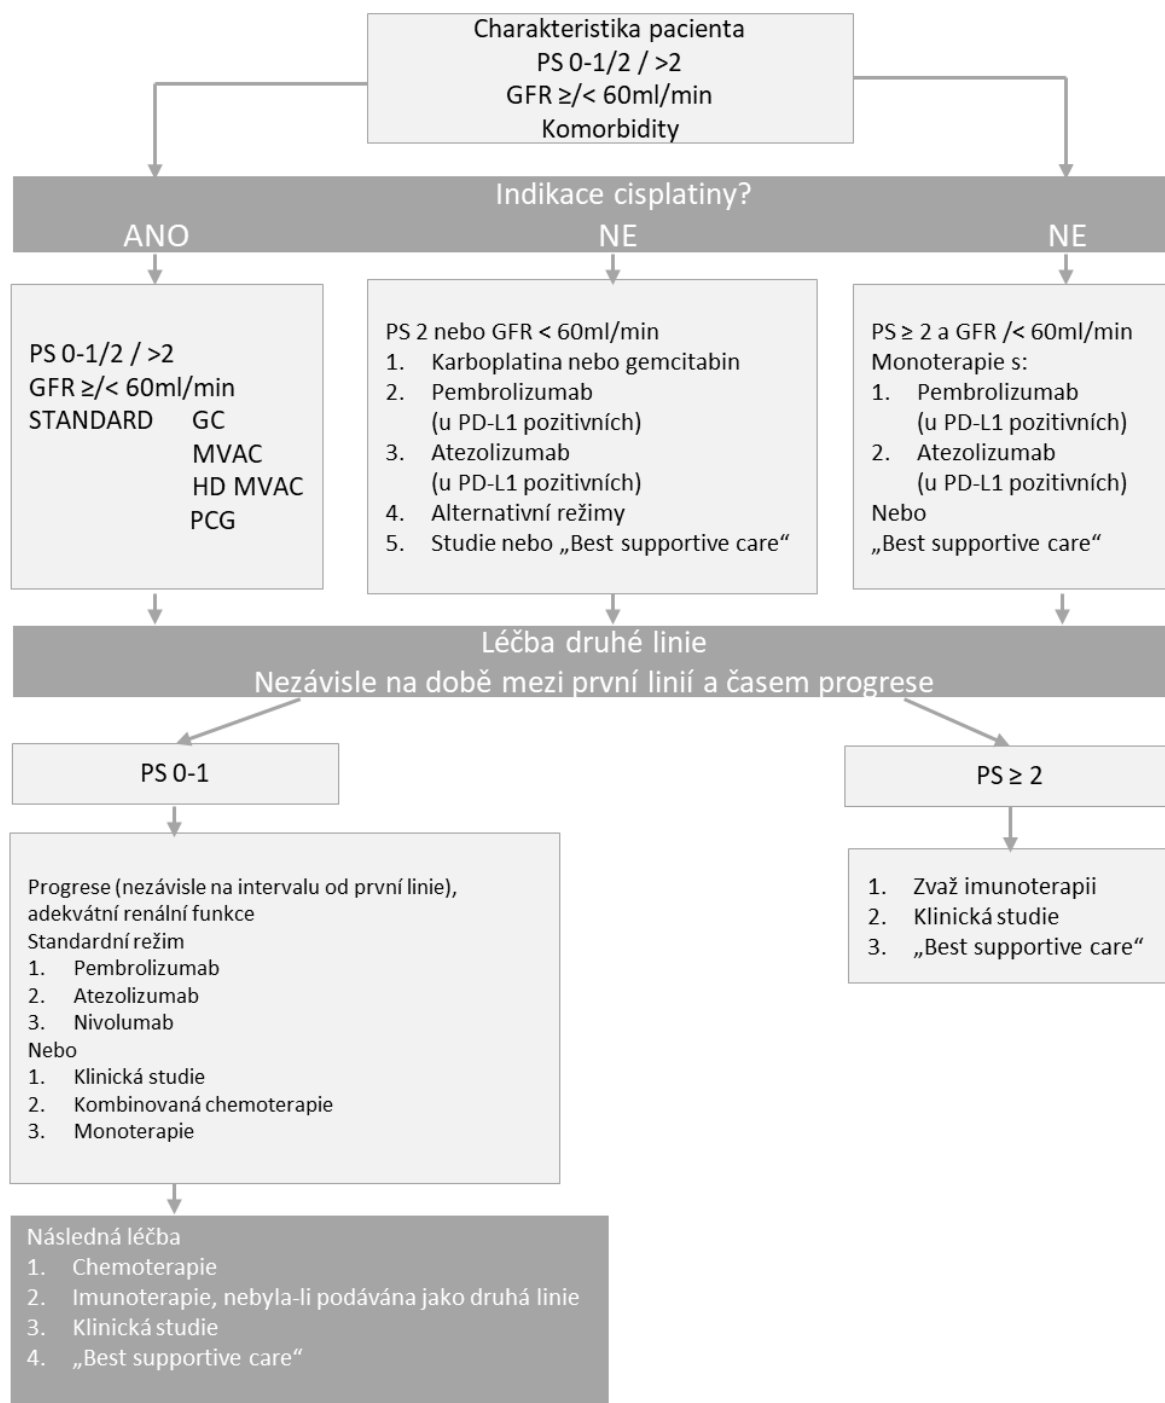 Charakteristika pacienta
PS 0-1/2 / >2
GFR ≥/< 60ml/min
Komorbidity
Indikace cisplatiny?
ANO
NE
NE
PS 0-1/2 / >2
GFR ≥/< 60ml/min
STANDARD GC
MVAC
HD MVAC
PCG
PS 2 nebo GFR < 60ml/min
1. Karboplatina nebo gemcitabin
2. Pembrolizumab
(u PD-L1 pozitivních)
3. Atezolizumab
(u PD-L1 pozitivních)
4. Alternativní režimy
5. Studie nebo „Best supportive care“
PS ≥ 2 a GFR /< 60ml/min
Monoterapie s:
1. Pembrolizumab
(u PD-L1 pozitivních)
2. Atezolizumab
(u PD-L1 pozitivních)
Nebo
„Best supportive care“
Léčba druhé linie
Nezávisle na době mezi první linií a časem progrese
PS 0-1
PS ≥ 2
Progrese (nezávisle na intervalu od první linie),
adekvátní renální funkce
Standardní režim
1. Pembrolizumab
2. Atezolizumab
3. Nivolumab
Nebo
1. Klinická studie
2. Kombinovaná chemoterapie
3. Monoterapie
1. Zvaž imunoterapii
2. Klinická studie
3. „Best supportive care“
Následná léčba
1. Chemoterapie
2. Imunoterapie, nebyla-li podávána jako druhá linie
3. Klinická studie
4. „Best supportive care“